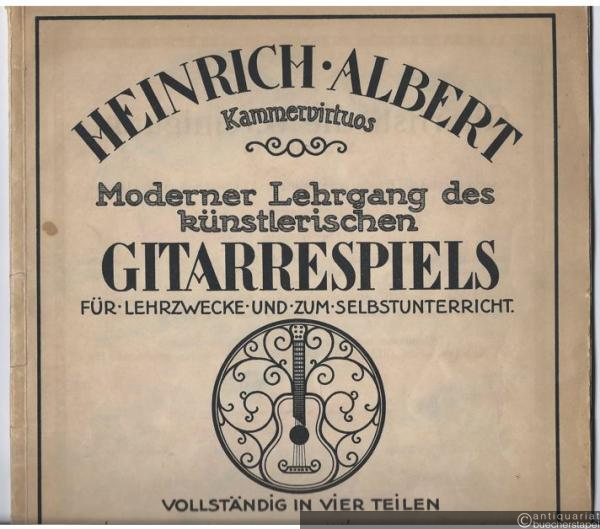 HEINRICH·ALBERT
Kammervirtuos
Moderner Lehrgang des
künstlerischen
GITARRESPIELS
FÜR·LEHRZWECKE·UND·ZUM·SELBSTUNTERRICHT.
VOLLSTÄNDIG IN VIER TEILEN
©antiquariat
buecherstapel